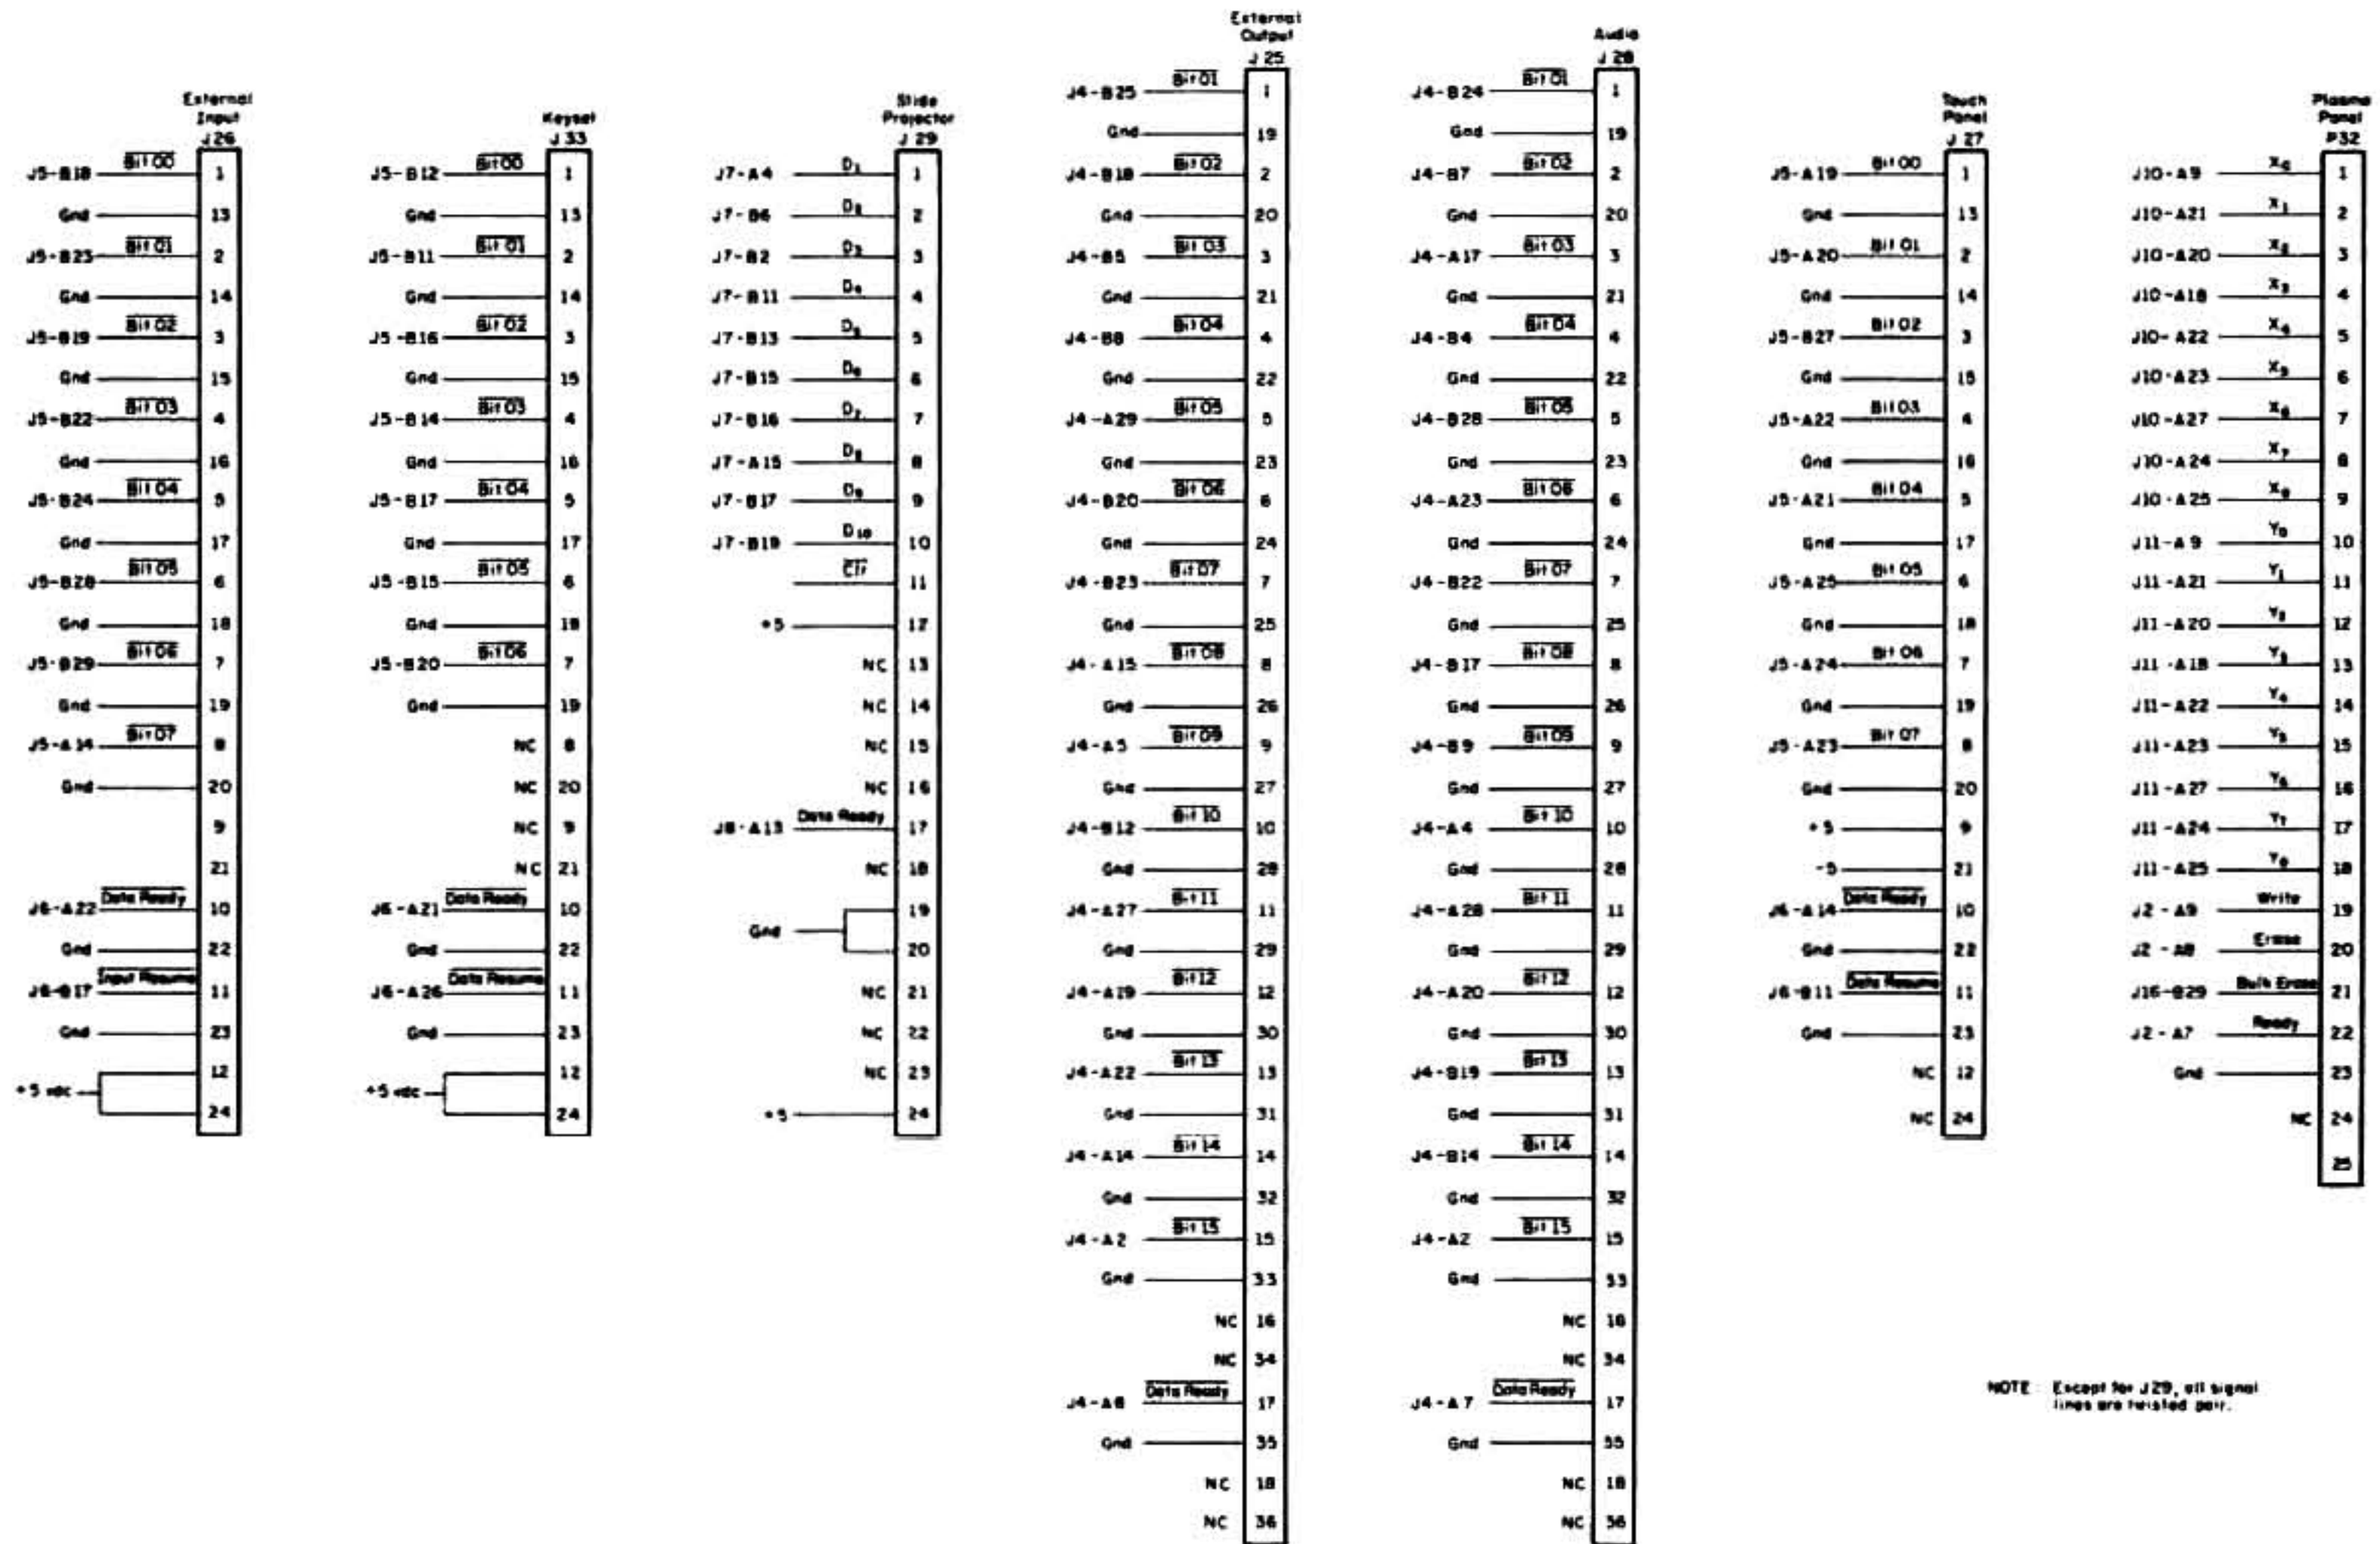 External
Input
J26
J5-B18 Bit 00 1
Gnd 13
J5-B23 Bit 01 2
Gnd 14
J5-B19 Bit 02 3
Gnd 15
J5-B22 Bit 03 4
Gnd 16
J5-B24 Bit 04 5
Gnd 17
J5-B28 Bit 05 6
Gnd 18
J5-B29 Bit 06 7
Gnd 19
J5-A14 Bit 07 8
Gnd 20
9
21
J6-A22 Data Ready 10
Gnd 22
J6-B17 Input Resume 11
Gnd 23
+5 vdc 12
24
Keyset
J33
J5-B12 Bit 00 1
Gnd 13
J5-B11 Bit 01 2
Gnd 14
J5-B16 Bit 02 3
Gnd 15
J5-B14 Bit 03 4
Gnd 16
J5-B17 Bit 04 5
Gnd 17
J5-B15 Bit 05 6
Gnd 18
J5-B20 Bit 06 7
Gnd 19
NC 8
NC 20
NC 9
NC 21
J6-A21 Data Ready 10
Gnd 22
J6-A26 Data Resume 11
Gnd 23
+5 vdc 12
24
Slide
Projector
J 29
J7-A4 D1 1
J7-B6 D2 2
J7-B2 D3 3
J7-B11 D4 4
J7-B13 D5 5
J7-B15 D6 6
J7-B16 D7 7
J7-A15 D8 8
J7-B17 D9 9
J7-B19 D10 10
Clr 11
+5 17
NC 13
NC 14
NC 15
NC 16
J8-A13 Data Ready 17
NC 18
Gnd 19
20
NC 21
NC 22
NC 23
+5 24
External
Output
J 25
J4-B25 Bit 01 1
Gnd 19
J4-B18 Bit 02 2
Gnd 20
J4-B5 Bit 03 3
Gnd 21
J4-B8 Bit 04 4
Gnd 22
J4-A29 Bit 05 5
Gnd 23
J4-B20 Bit 06 6
Gnd 24
J4-B23 Bit 07 7
Gnd 25
J4-A15 Bit 08 8
Gnd 26
J4-A5 Bit 09 9
Gnd 27
J4-B12 Bit 10 10
Gnd 28
J4-A27 Bit 11 11
Gnd 29
J4-A19 Bit 12 12
Gnd 30
J4-A22 Bit 13 13
Gnd 31
J4-A14 Bit 14 14
Gnd 32
J4-A2 Bit 15 15
Gnd 33
NC 16
NC 34
Data Ready 17
Gnd 35
NC 18
NC 36
Audio
J 28
J4-B24 Bit 01 1
Gnd 19
J4-B7 Bit 02 2
Gnd 20
J4-A17 Bit 03 3
Gnd 21
J4-B4 Bit 04 4
Gnd 22
J4-B28 Bit 05 5
Gnd 23
J4-A23 Bit 06 6
Gnd 24
J4-B22 Bit 07 7
Gnd 25
J4-B17 Bit 08 8
Gnd 26
J4-B9 Bit 09 9
Gnd 27
J4-A4 Bit 10 10
Gnd 28
J4-A28 Bit 11 11
Gnd 29
J4-A20 Bit 12 12
Gnd 30
J4-B19 Bit 13 13
Gnd 31
J4-B14 Bit 14 14
Gnd 32
J4-A2 Bit 15 15
Gnd 33
NC 16
NC 34
J4-A7 Data Ready 17
Gnd 35
NC 18
NC 36
Touch
Panel
J 27
J5-A19 Bit 00 1
Gnd 13
J5-A20 Bit 01 2
Gnd 14
J5-B27 Bit 02 3
Gnd 15
J5-A22 Bit 03 4
Gnd 16
J5-A21 Bit 04 5
Gnd 17
J5-A25 Bit 05 6
Gnd 18
J5-A24 Bit 06 7
Gnd 19
J5-A23 Bit 07 8
Gnd 20
+5 9
-5 21
J6-A14 Data Ready 10
Gnd 22
J6-B11 Data Resume 11
Gnd 23
NC 12
NC 24
Plasma
Panel
P32
J10-A9 X0 1
J10-A21 X1 2
J10-A20 X2 3
J10-A18 X3 4
J10-A22 X4 5
J10-A23 X5 6
J10-A27 X6 7
J10-A24 X7 8
J10-A25 X8 9
J11-A9 Y0 10
J11-A21 Y1 11
J11-A20 Y2 12
J11-A18 Y3 13
J11-A22 Y4 14
J11-A23 Y5 15
J11-A27 Y6 16
J11-A24 Y7 17
J11-A25 Y8 18
J2-A9 Write 19
J2-A8 Erase 20
J16-B29 Bulk Erase 21
J2-A7 Ready 22
Gnd 23
NC 24
25
NOTE: Except for J29, all signal
lines are twisted pair.